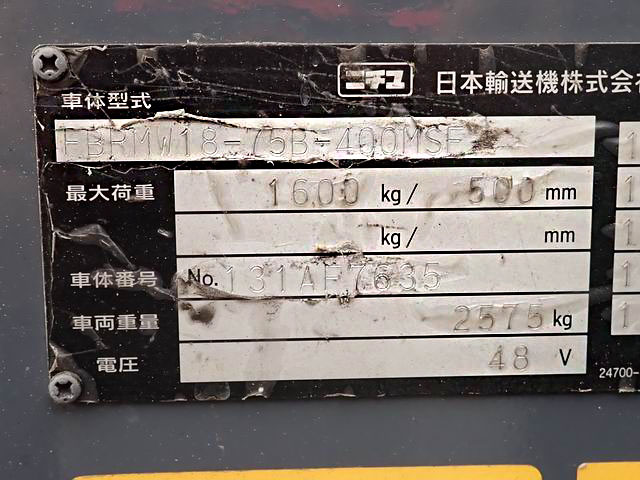 ニチユ 日本輸送機株式会社
車体型式
FBRMW18-75B-400MSF
最大荷重 1600 kg/ 500 mm
kg/ mm
車体番号 No. 131AF7635
車両重量 2575 kg
電圧 48 V
24700-